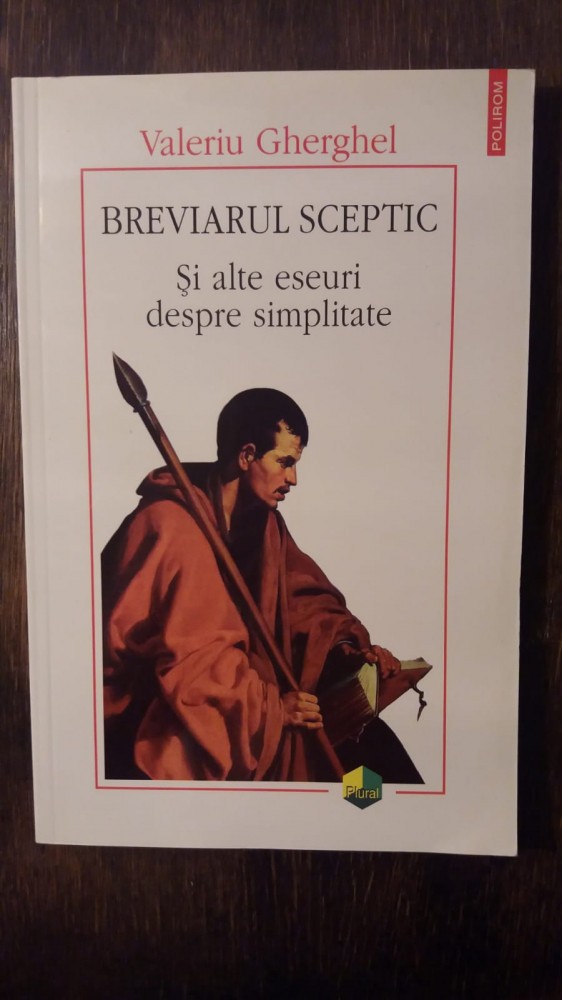 POLIROM
Valeriu Gherghel
BREVIARUL SCEPTIC
Şi alte eseuri
despre simplitate
Plural